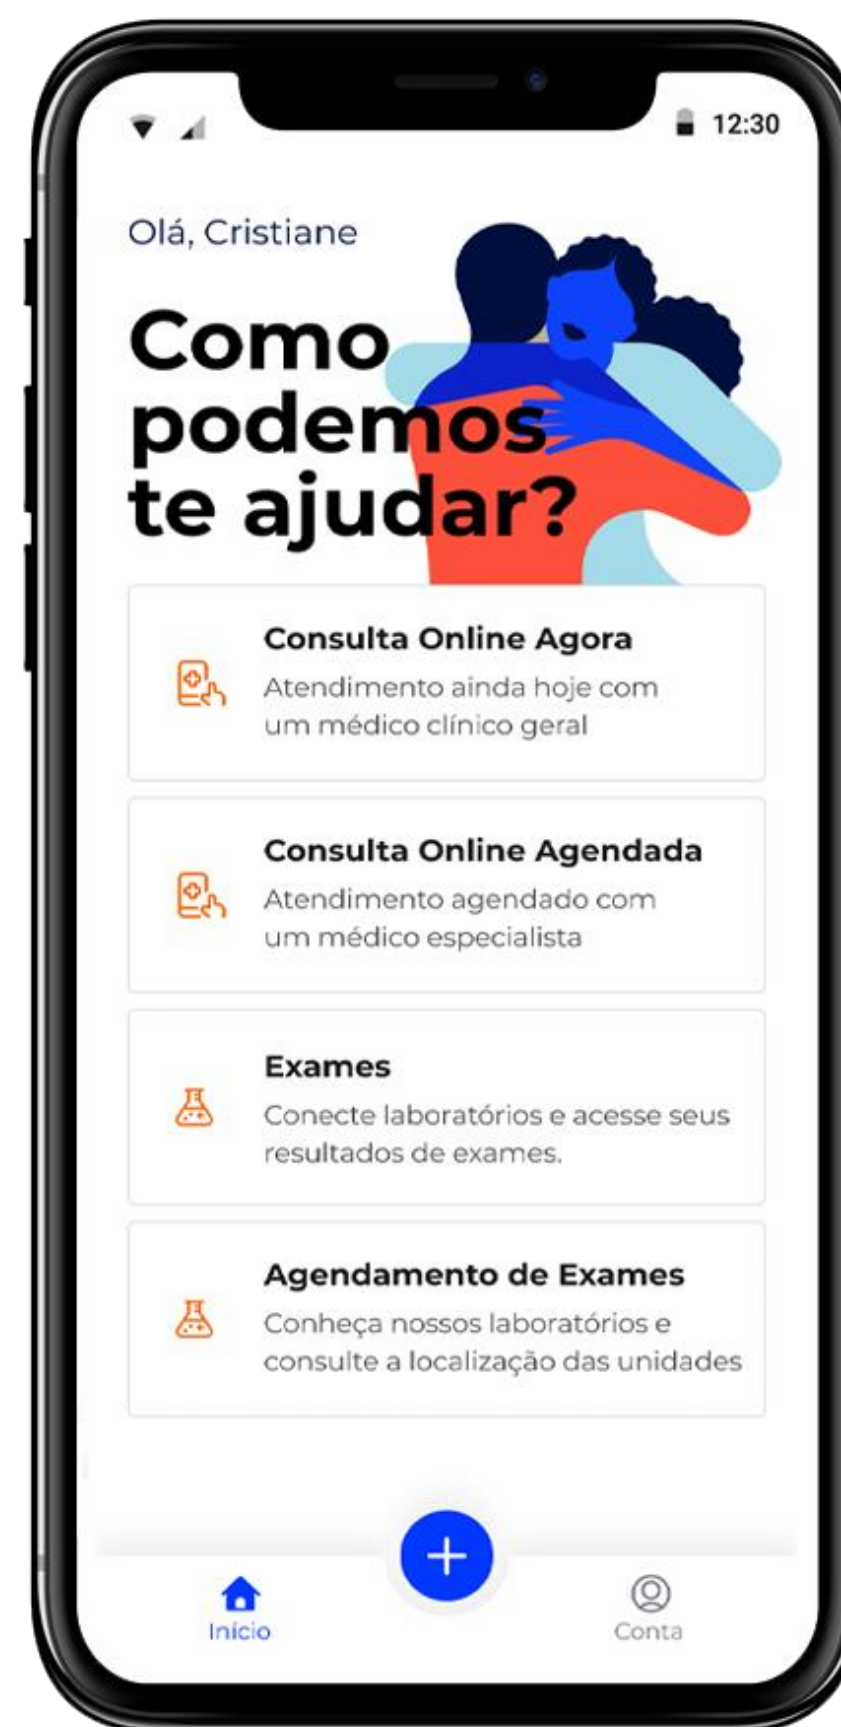 12:30
Olá, Cristiane
Como
podemos
te ajudar?
Consulta Online Agora
Atendimento ainda hoje com
um médico clínico geral
Consulta Online Agendada
Atendimento agendado com
um médico especialista
Exames
Conecte laboratórios e acesse seus
resultados de exames.
Agendamento de Exames
Conheça nossos laboratórios e
consulte a localização das unidades
Início
Conta